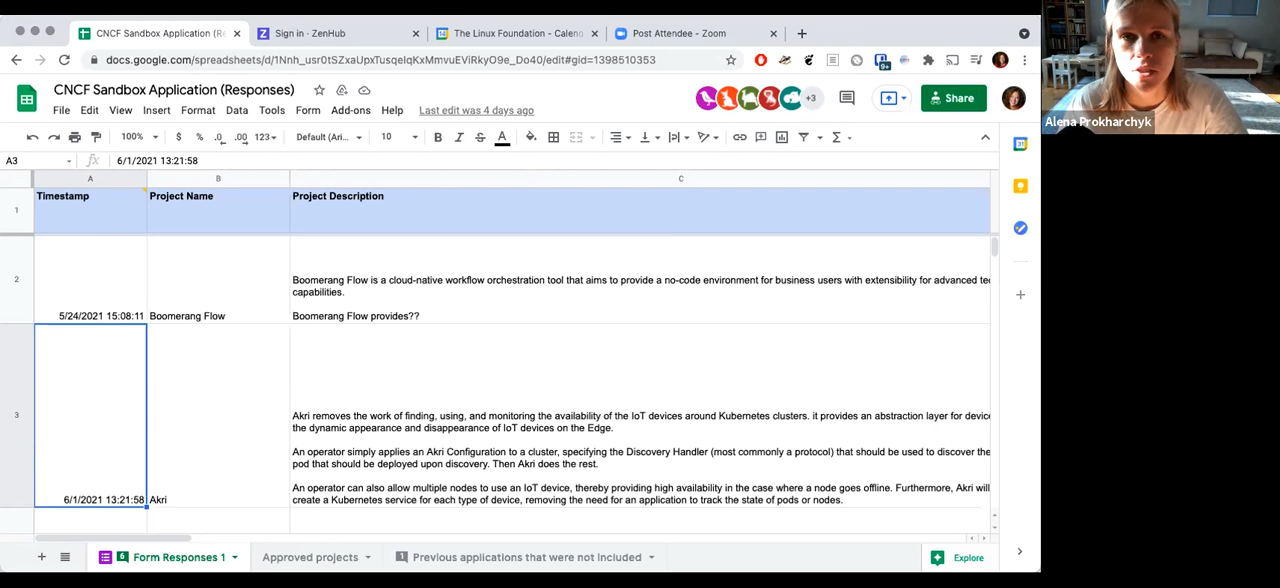 CNCF Sandbox Application (Re
Sign in · ZenHub
The Linux Foundation - Calend
Post Attendee - Zoom
docs.google.com/spreadsheets/d/1Nnh_usr0tSZxaUpxTusqeIqKxMmvuEViRkyO9e_Do40/edit#gid=1398510353
9+
CNCF Sandbox Application (Responses)
+3
Share
File Edit View Insert Format Data Tools Form Add-ons Help Last edit was 4 days ago
100% $ % .0 .00 123 Default (Ari... 10 B I S A
A3 fx 6/1/2021 13:21:58
A B C
1 Timestamp Project Name Project Description
2
Boomerang Flow is a cloud-native workflow orchestration tool that aims to provide a no-code environment for business users with extensibility for advanced tec
capabilities.
5/24/2021 15:08:11 Boomerang Flow Boomerang Flow provides??
3
Akri removes the work of finding, using, and monitoring the availability of the IoT devices around Kubernetes clusters. it provides an abstraction layer for device
the dynamic appearance and disappearance of IoT devices on the Edge.
An operator simply applies an Akri Configuration to a cluster, specifying the Discovery Handler (most commonly a protocol) that should be used to discover the
pod that should be deployed upon discovery. Then Akri does the rest.
An operator can also allow multiple nodes to use an IoT device, thereby providing high availability in the case where a node goes offline. Furthermore, Akri will
6/1/2021 13:21:58 Akri create a Kubernetes service for each type of device, removing the need for an application to track the state of pods or nodes.
6 Form Responses 1 Approved projects 1 Previous applications that were not included Explore
Alena Prokharchyk